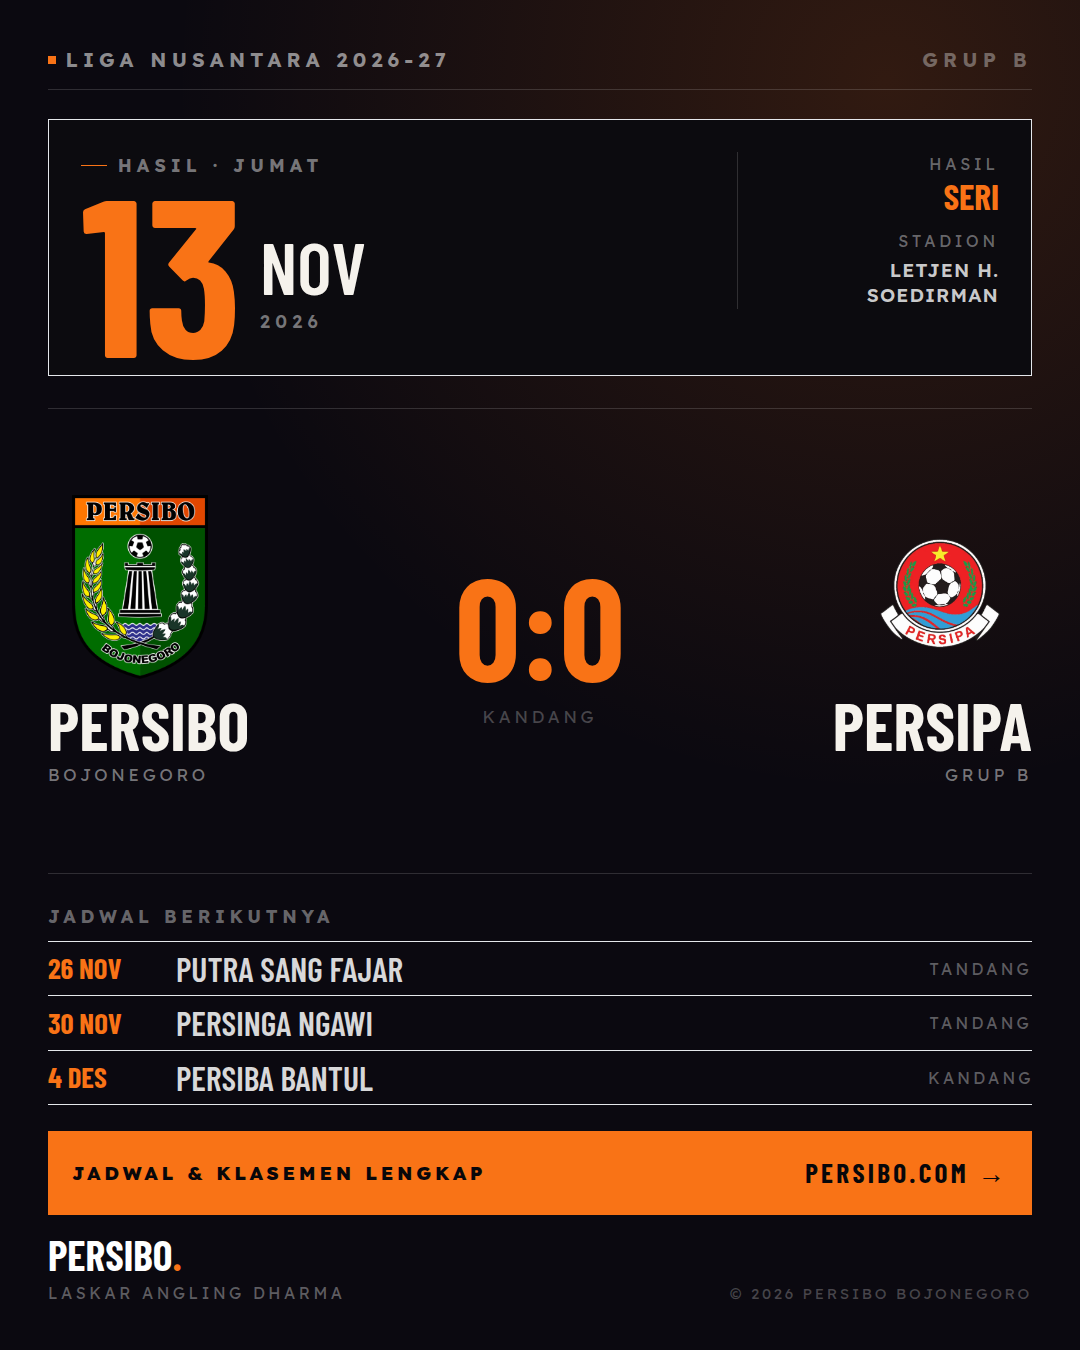 LIGA NUSANTARA 2026-27
GRUP B
HASIL · JUMAT
13
NOV
2026
HASIL
SERI
STADION
LETJEN H.
SOEDIRMAN
PERSIBO
BOJONEGORO
PERSIBO
BOJONEGORO
0:0
KANDANG
PERSIPA
PERSIPA
GRUP B
JADWAL BERIKUTNYA
26 NOV PUTRA SANG FAJAR TANDANG
30 NOV PERSINGA NGAWI TANDANG
4 DES PERSIBA BANTUL KANDANG
JADWAL & KLASEMEN LENGKAP PERSIBO.COM →
PERSIBO.
LASKAR ANGLING DHARMA
© 2026 PERSIBO BOJONEGORO